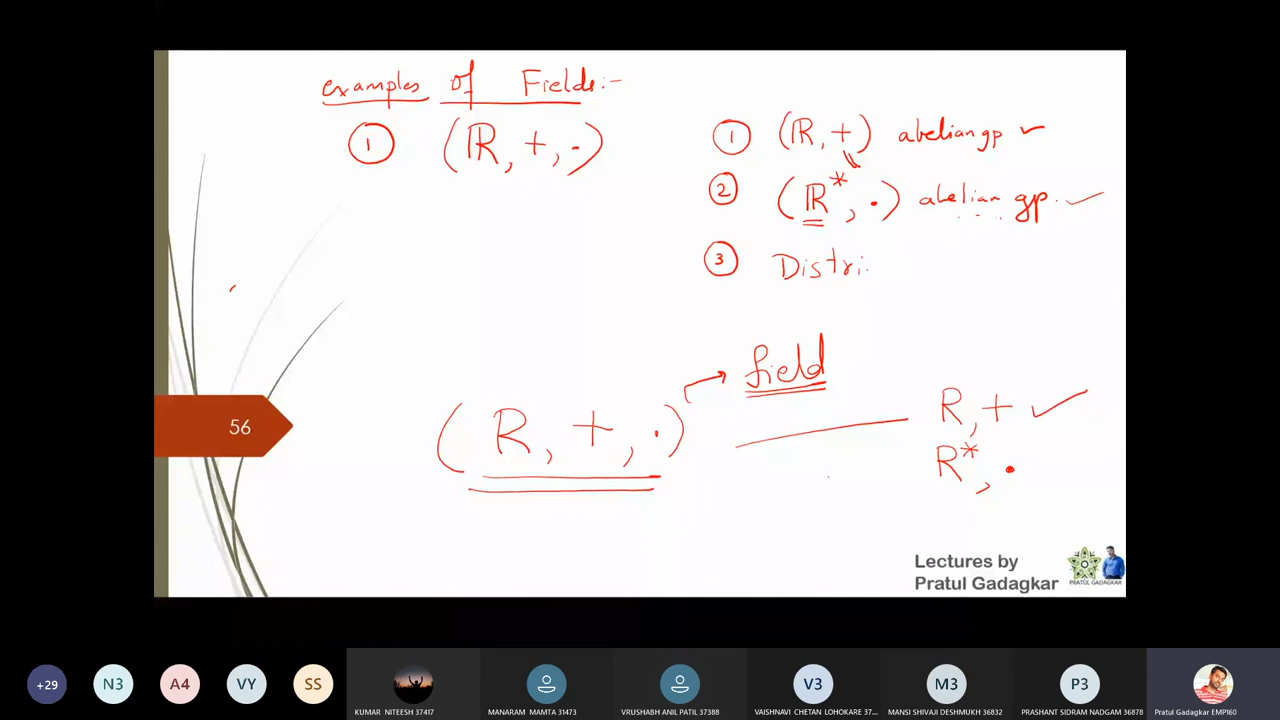 examples of Fields:-
① (ℝ, +, ·)
① (ℝ, +) abelian gp ✓
② (ℝ*, ·) abelian gp. ✓
③ Distri.
field
(R, +, ·)
R, + ✓
R*, ·
56
Lectures by
Pratul Gadagkar
PRATUL GADAGKAR
+29
N3
A4
VY
SS
V3
M3
P3
KUMAR NITEESH 37417
MANARAM MAMTA 31473
VRUSHABH ANIL PATIL 37388
VAISHNAVI CHETAN LOHOKARE 37...
MANSI SHIVAJI DESHMUKH 36832
PRASHANT SIDRAM NADGAM 36878
Pratul Gadagkar EMP160